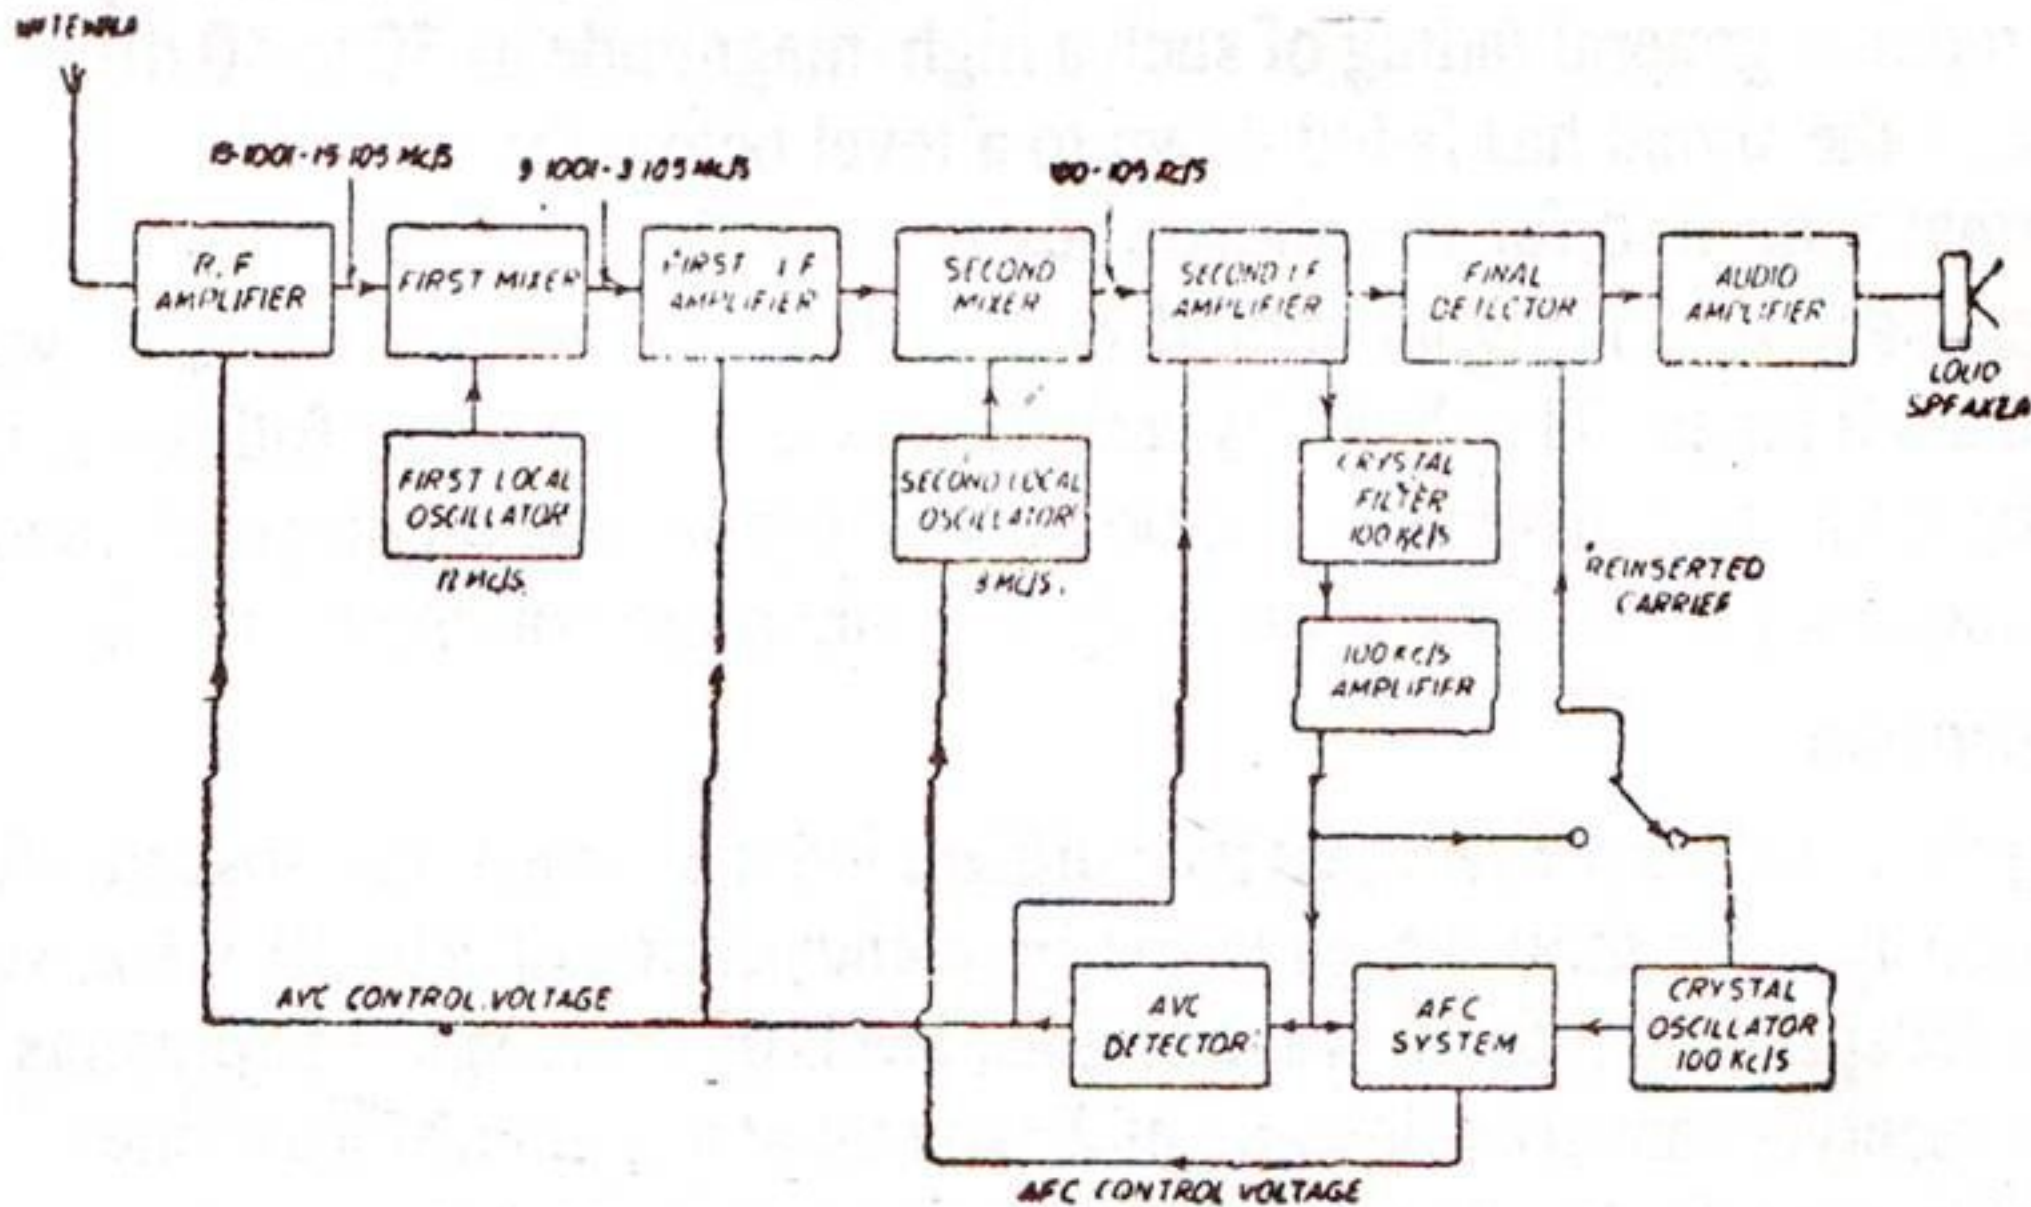 ANTENNA
15·1001-15 105 Mc/S
3 1001-3 105 Mc/S
100-105 Kc/S
R.F
AMPLIFIER
FIRST MIXER
FIRST I F
AMPLIFIER
SECOND
MIXER
SECOND I F
AMPLIFIER
FINAL
DETECTOR
AUDIO
AMPLIFIER
LOUD
SPEAKER
FIRST LOCAL
OSCILLATOR
12 Mc/S.
SECOND LOCAL
OSCILLATOR
3 Mc/S.
CRYSTAL
FILTER
100 Kc/S
REINSERTED
CARRIER
100 Kc/S
AMPLIFIER
AVC CONTROL VOLTAGE
AVC
DETECTOR
AFC
SYSTEM
CRYSTAL
OSCILLATOR
100 Kc/S
AFC CONTROL VOLTAGE